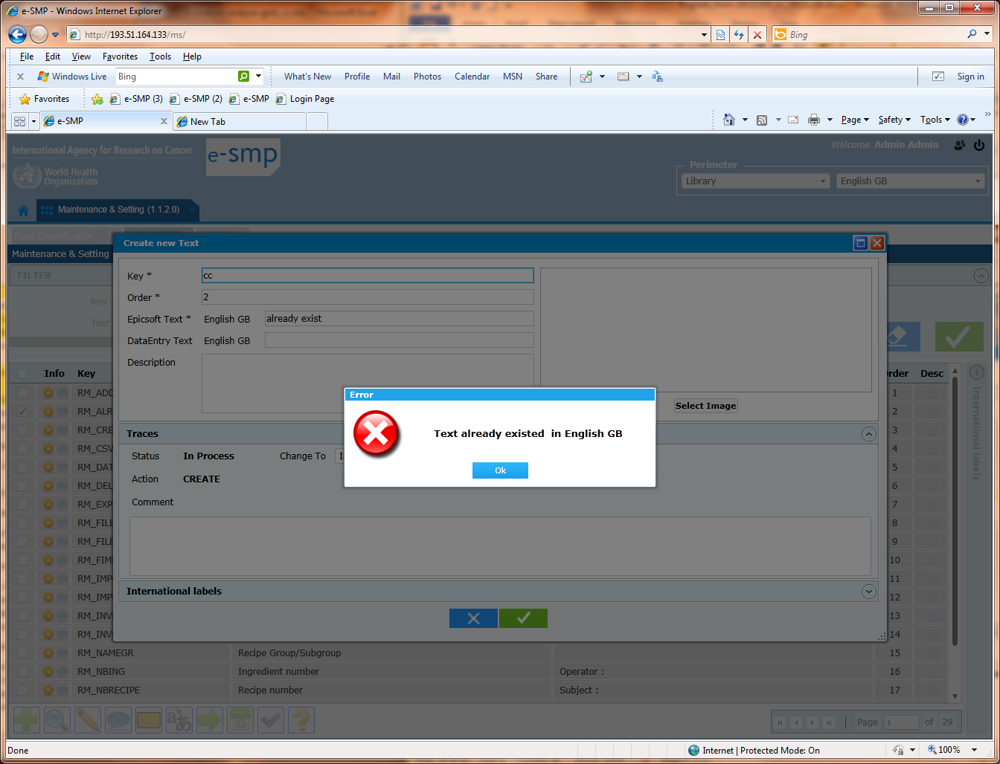 e-SMP - Windows Internet Explorer
http://193.51.164.133/ms/
Bing
File Edit View Favorites Tools Help
Windows Live Bing What's New Profile Mail Photos Calendar MSN Share Sign in
Favorites e-SMP (3) e-SMP (2) e-SMP Login Page
e-SMP New Tab Page Safety Tools
International Agency for Research on Cancer
World Health
Organization
e-smp
Welcome Admin Admin
Perimeter
Library English GB
Maintenance & Setting (1.1.2.0)
Food Classification
Maintenance & Setting
FILTER
Key
Text
Create new Text
Key * cc
Order * 2
Epicsoft Text * English GB already exist
DataEntry Text English GB
Description
Select Image
Error
Text already existed in English GB
Ok
Traces
Status In Process Change To I
Action CREATE
Comment
International labels
Info Key rder Desc
RM_ADD 1
RM_ALR 2
RM_CRE 3
RM_CSV 4
RM_DAT 5
RM_DEL 6
RM_EXP 7
RM_FILE 8
RM_FILE 9
RM_FIM 10
RM_IMP 11
RM_IMP 12
RM_INV 13
RM_INV 14
RM_NAMEGR Recipe Group/Subgroup 15
RM_NBING Ingredient number Operator : 16
RM_NBRECIPE Recipe number Subject : 17
International labels
Page 1 of 29
Done Internet | Protected Mode: On 100%